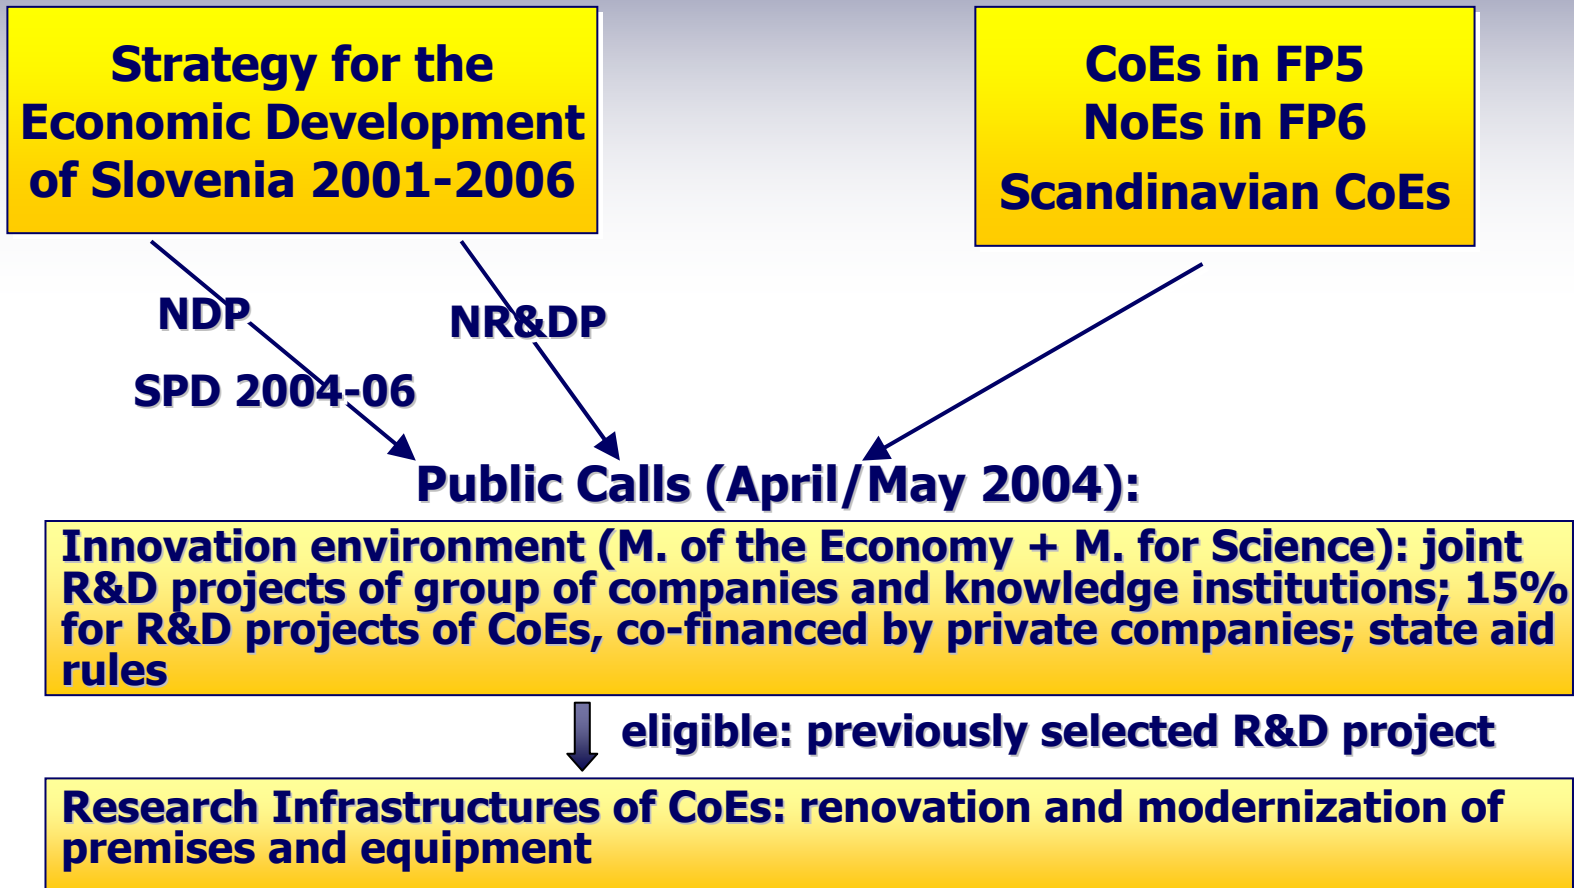 Strategy for the
Economic Development
of Slovenia 2001-2006
CoEs in FP5
NoEs in FP6
Scandinavian CoEs
NDP
NR&DP
SPD 2004-06
Public Calls (April/May 2004):
Innovation environment (M. of the Economy + M. for Science): joint
R&D projects of group of companies and knowledge institutions; 15%
for R&D projects of CoEs, co-financed by private companies; state aid
rules
eligible: previously selected R&D project
Research Infrastructures of CoEs: renovation and modernization of
premises and equipment